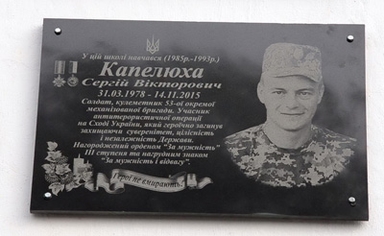 У цій школі навчався (1985р.-1993р.)
Капелюха
Сергій Вікторович
31.03.1978 - 14.11.2015
Солдат, кулеметник 53-ої окремої
механізованої бригади. Учасник
антитерористичної операції
на Сході України, який героїчно загинув
захищаючи суверенітет, цілісність
і незалежність Держави.
Нагороджений орденом "За мужність"
ІІІ ступеня та нагрудним знаком
"За мужність і відвагу".
Герої не вмирають!